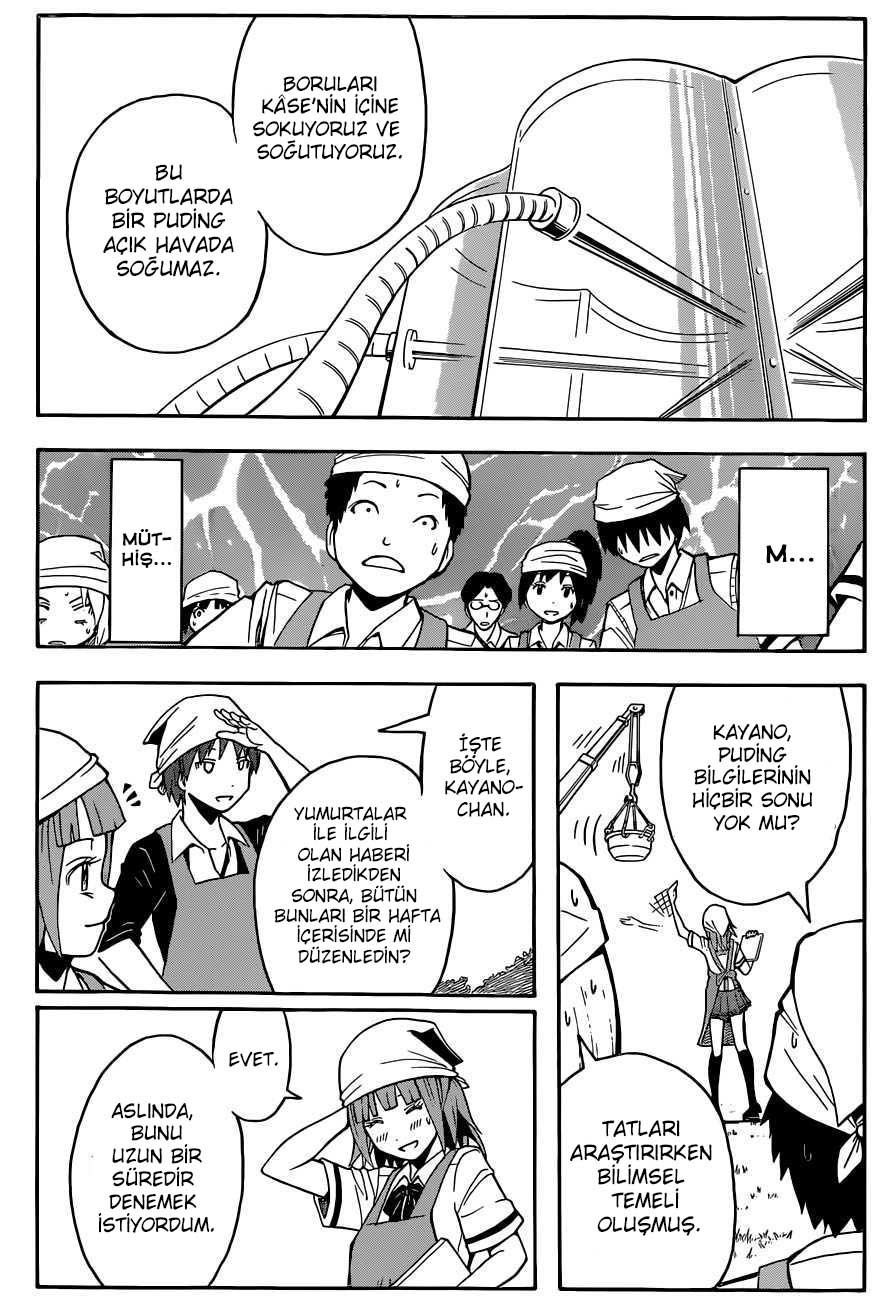 BORULARI
KÂSE'NİN İÇİNE
SOKUYORUZ VE
SOĞUTUYORUZ.
BU
BOYUTLARDA
BİR PUDİNG
AÇIK HAVADA
SOĞUMAZ.
M...
MÜT-
HİŞ...
KAYANO,
PUDİNG
BİLGİLERİNİN
HİÇBİR SONU
YOK MU?
TATLARI
ARAŞTIRIRKEN
BİLİMSEL
TEMELİ
OLUŞMUŞ.
İŞTE
BÖYLE,
KAYANO-
CHAN.
YUMURTALAR
İLE İLGİLİ
OLAN HABERİ
İZLEDİKDEN
SONRA, BÜTÜN
BUNLARI BİR HAFTA
İÇERİSİNDE Mİ
DÜZENLEDİN?
EVET.
ASLINDA,
BUNU
UZUN BİR
SÜREDİR
DENEMEK
İSTİYORDUM.